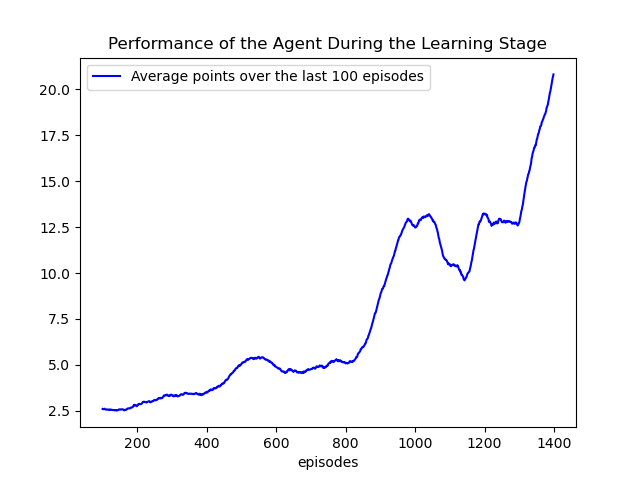 Performance of the Agent During the Learning Stage
Average points over the last 100 episodes
20.0
17.5
15.0
12.5
10.0
7.5
5.0
2.5
200 400 600 800 1000 1200 1400
episodes